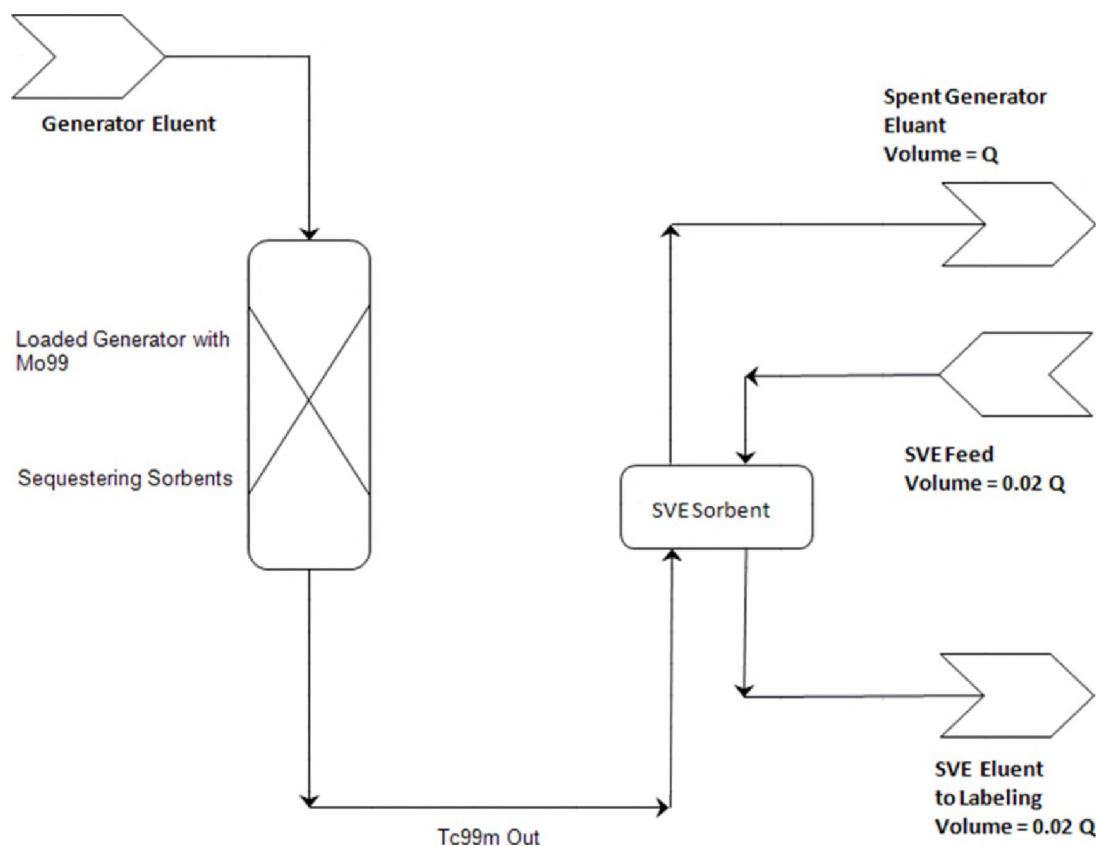 Generator Eluent
Spent Generator
Eluant
Volume = Q
Loaded Generator with
Mo99
Sequestering Sorbents
SVE Feed
Volume = 0.02 Q
SVE Sorbent
SVE Eluent
to Labeling
Volume = 0.02 Q
Tc99m Out